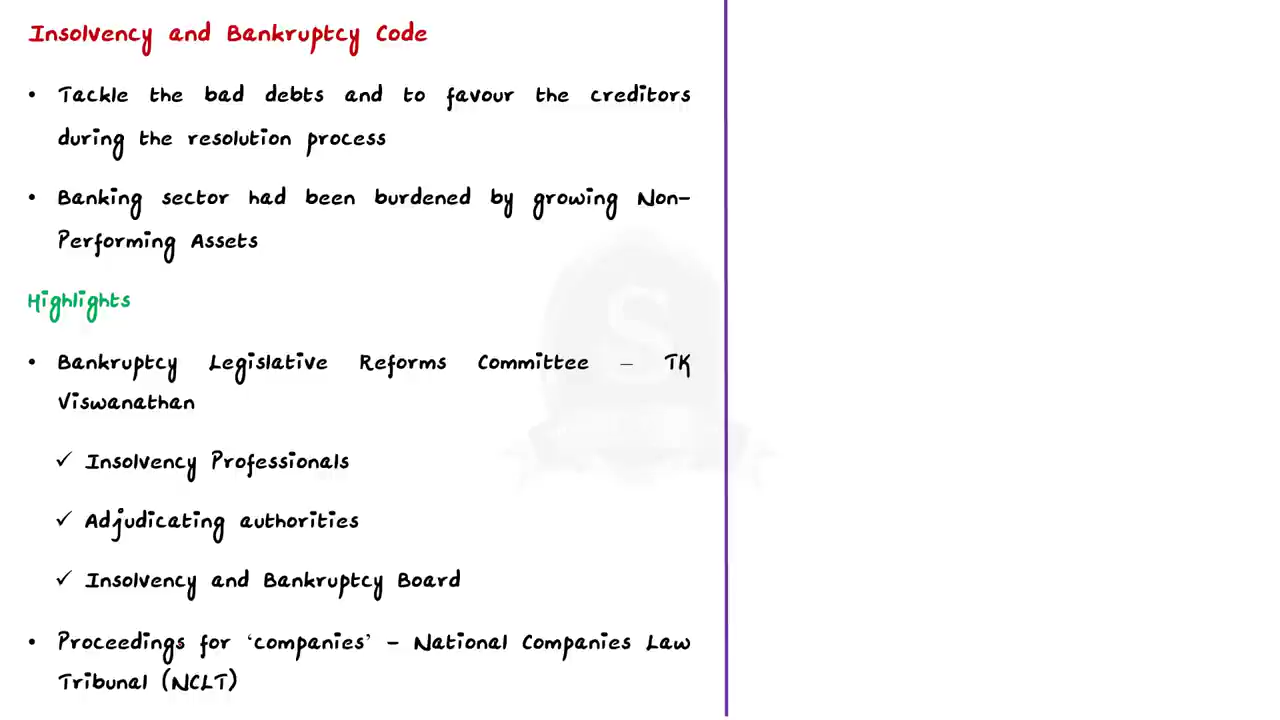 Insolvency and Bankruptcy Code
• Tackle the bad debts and to favour the creditors
during the resolution process
• Banking sector had been burdened by growing Non-
Performing Assets
Highlights
• Bankruptcy Legislative Reforms Committee – TK
Viswanathan
✓ Insolvency Professionals
✓ Adjudicating authorities
✓ Insolvency and Bankruptcy Board
• Proceedings for ‘companies’ – National Companies Law
Tribunal (NCLT)
S